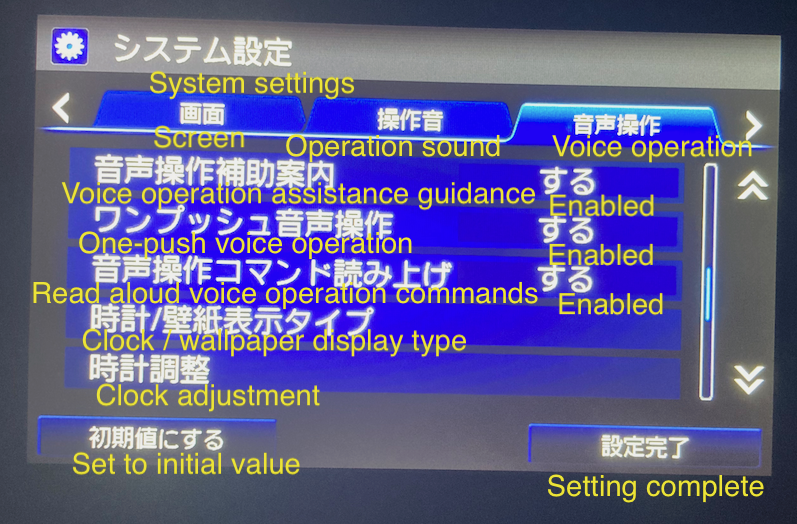 システム設定
System settings
画面
操作音
音声操作
Screen
Operation sound
Voice operation
音声操作補助案内 する
Voice operation assistance guidance Enabled
ワンプッシュ音声操作 する
One-push voice operation Enabled
音声操作コマンド読み上げ する
Read aloud voice operation commands Enabled
時計/壁紙表示タイプ
Clock / wallpaper display type
時計調整
Clock adjustment
初期値にする
Set to initial value
設定完了
Setting complete